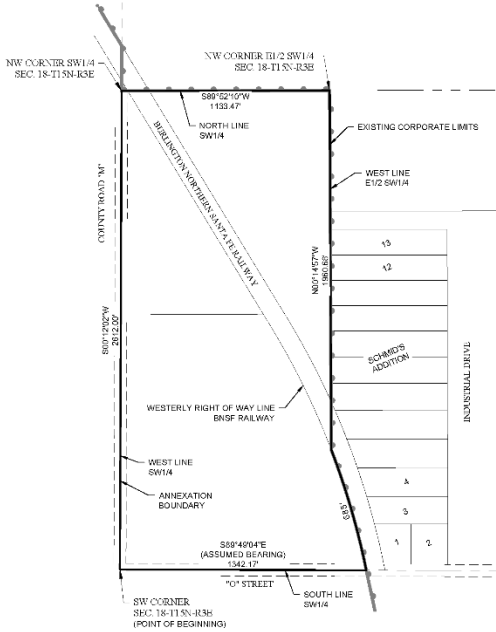 NW CORNER SW1/4
SEC. 18-T15N-R3E
NW CORNER E1/2 SW1/4
SEC. 18-T15N-R3E
S89°52'10"W
1133.47'
NORTH LINE
SW1/4
EXISTING CORPORATE LIMITS
BURLINGTON NORTHERN
SANTA FE RAILWAY
COUNTY ROAD "M"
WEST LINE
E1/2 SW1/4
N00°14'57"W
1960.68'
13
12
S00°12'02"W
2612.00'
SCHMID'S
ADDITION
INDUSTRIAL DRIVE
WESTERLY RIGHT OF WAY LINE
BNSF RAILWAY
WEST LINE
SW1/4
ANNEXATION
BOUNDARY
4
3
1
2
685'
S89°49'04"E
(ASSUMED BEARING)
1342.17'
"O" STREET
SOUTH LINE
SW1/4
SW CORNER
SEC. 18-T15N-R3E
(POINT OF BEGINNING)